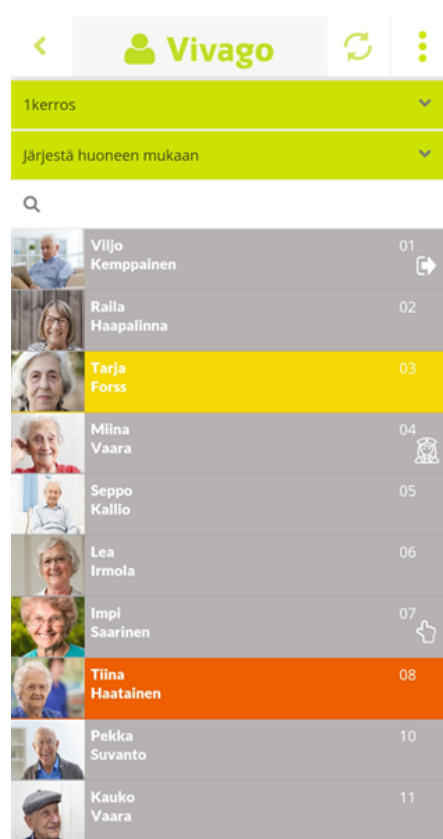 Vivago
1kerros
Järjestä huoneen mukaan
Viljo 01
Kemppainen
Raila 02
Haapalinna
Tarja 03
Forss
Miina 04
Vaara
Seppo 05
Kallio
Lea 06
Irmola
Impi 07
Saarinen
Tiina 08
Haatainen
Pekka 10
Suvanto
Kauko 11
Vaara